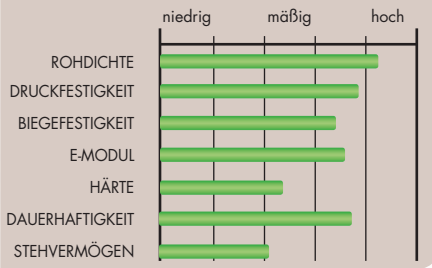 niedrig mäßig hoch
ROHDICHTE
DRUCKFESTIGKEIT
BIEGEFESTIGKEIT
E-MODUL
HÄRTE
DAUERHAFTIGKEIT
STEHVERMÖGEN